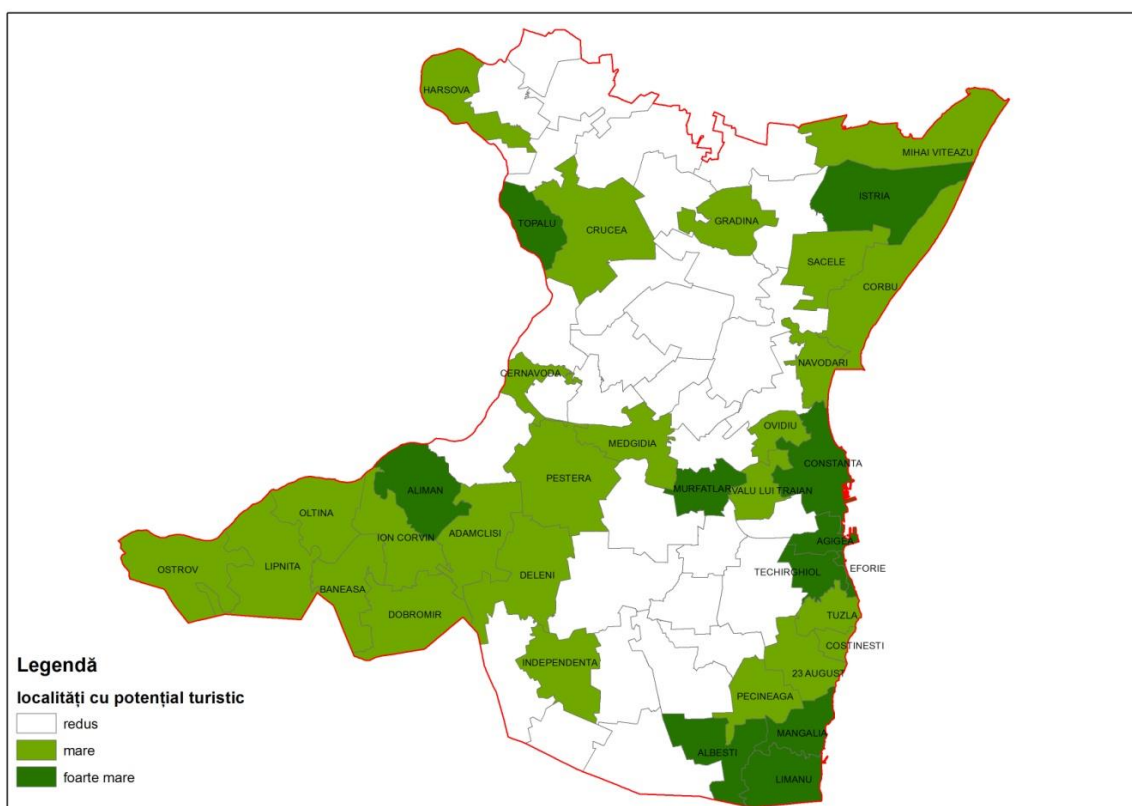 HARSOVA
MIHAI VITEAZU
ISTRIA
TOPALU
CRUCEA
GRADINA
SACELE
CORBU
NAVODARI
CERNAVODA
OVIDIU
MEDGIDIA
CONSTANTA
PESTERA
ALIMAN
MURFATLAR
VALU LUI TRAIAN
OLTINA
ION CORVIN
ADAMCLISI
AGIGEA
OSTROV
LIPNITA
DELENI
TECHIRGHIOL
EFORIE
BANEASA
DOBROMIR
TUZLA
COSTINESTI
INDEPENDENTA
23 AUGUST
PECINEAGA
MANGALIA
ALBESTI
LIMANU
Legendă
localități cu potențial turistic
redus
mare
foarte mare